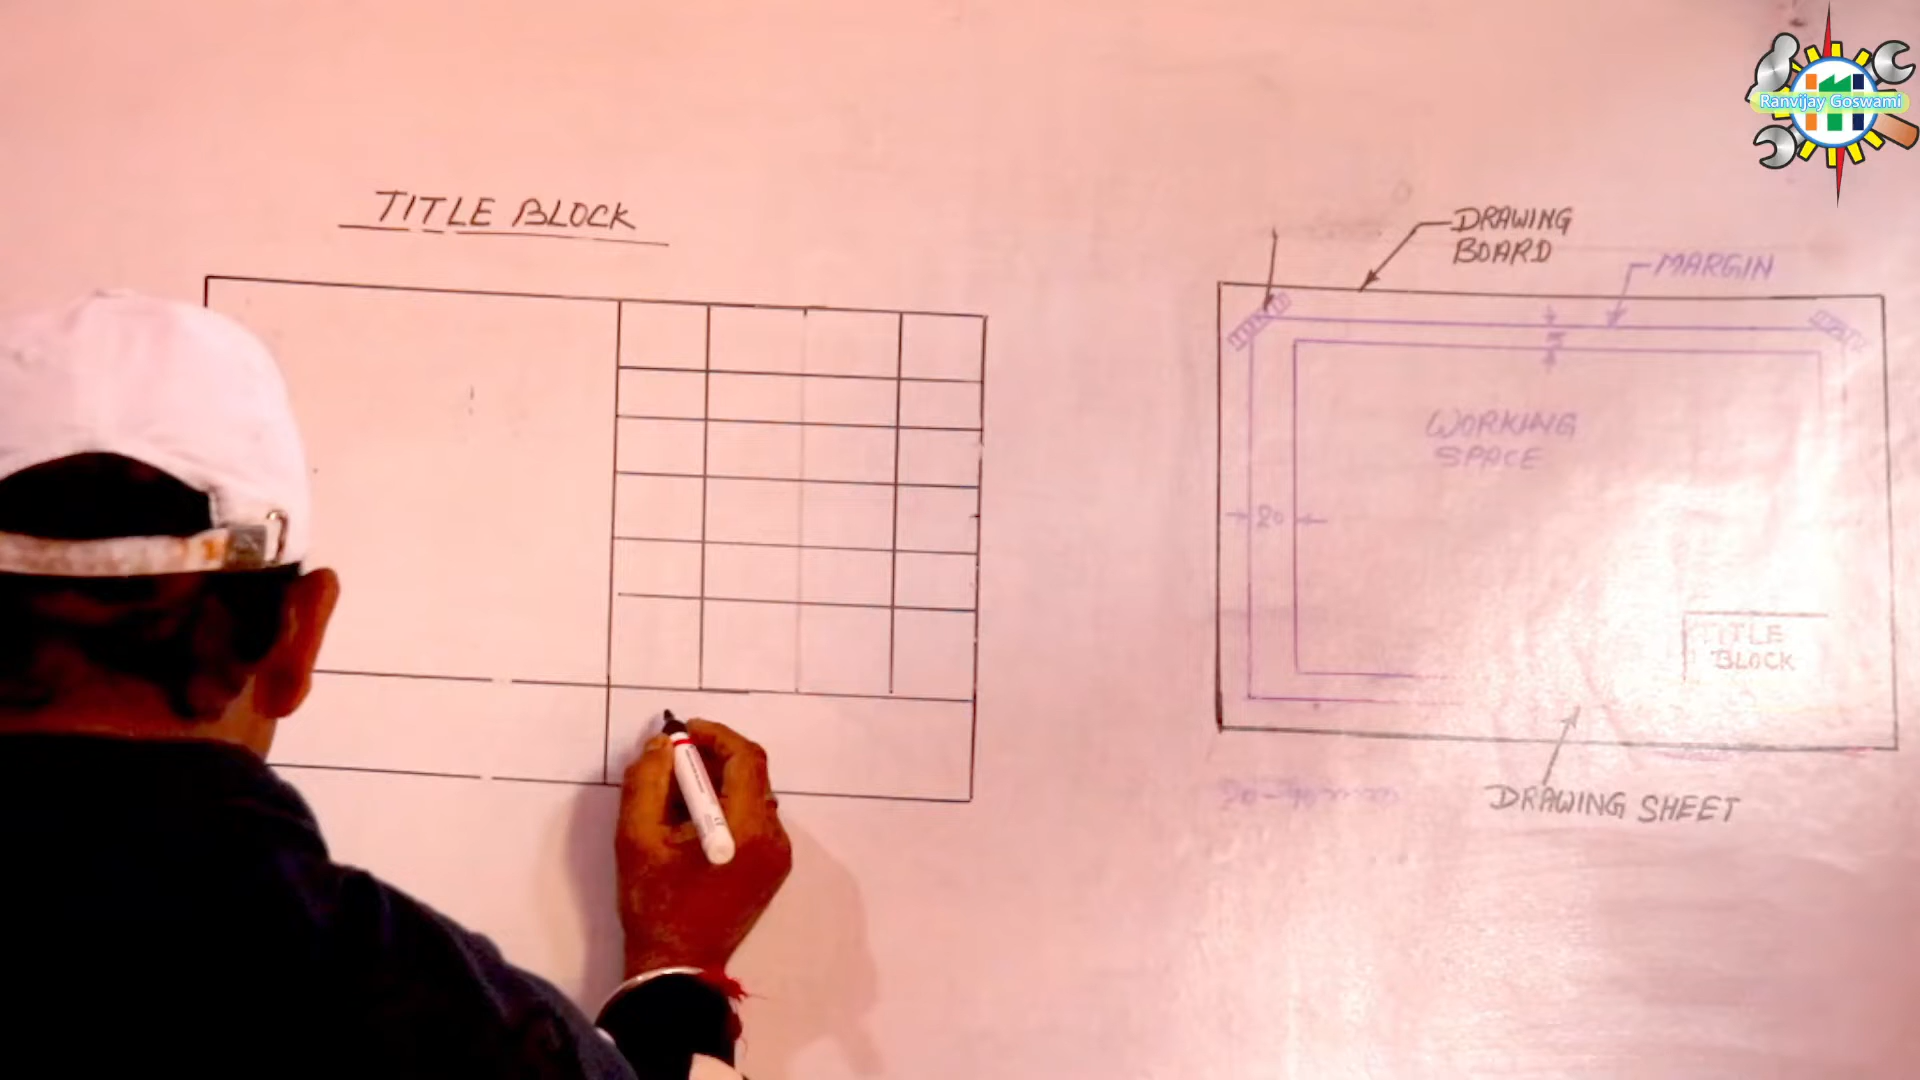 Ranvijay Goswami
TITLE BLOCK
DRAWING
BOARD
MARGIN
WORKING
SPACE
20
TITLE
BLOCK
DRAWING SHEET